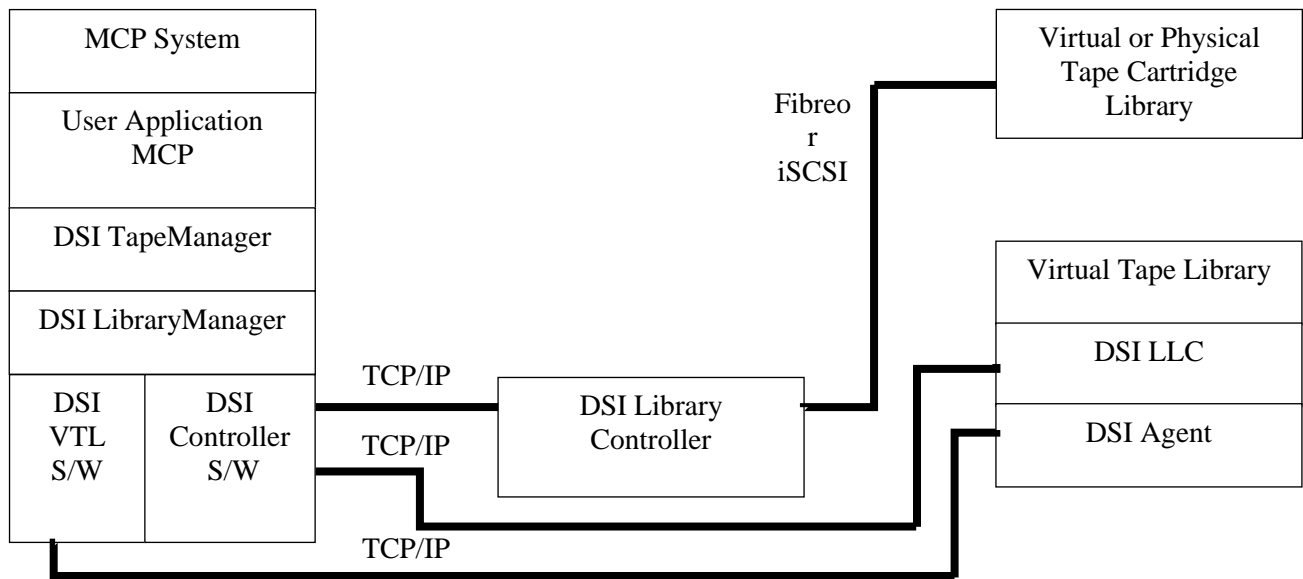 MCP System
User Application
MCP
DSI TapeManager
DSI LibraryManager
DSI
VTL
S/W
DSI
Controller
S/W
TCP/IP
TCP/IP
TCP/IP
DSI Library
Controller
Fibreo
r
iSCSI
Virtual or Physical
Tape Cartridge
Library
Virtual Tape Library
DSI LLC
DSI Agent